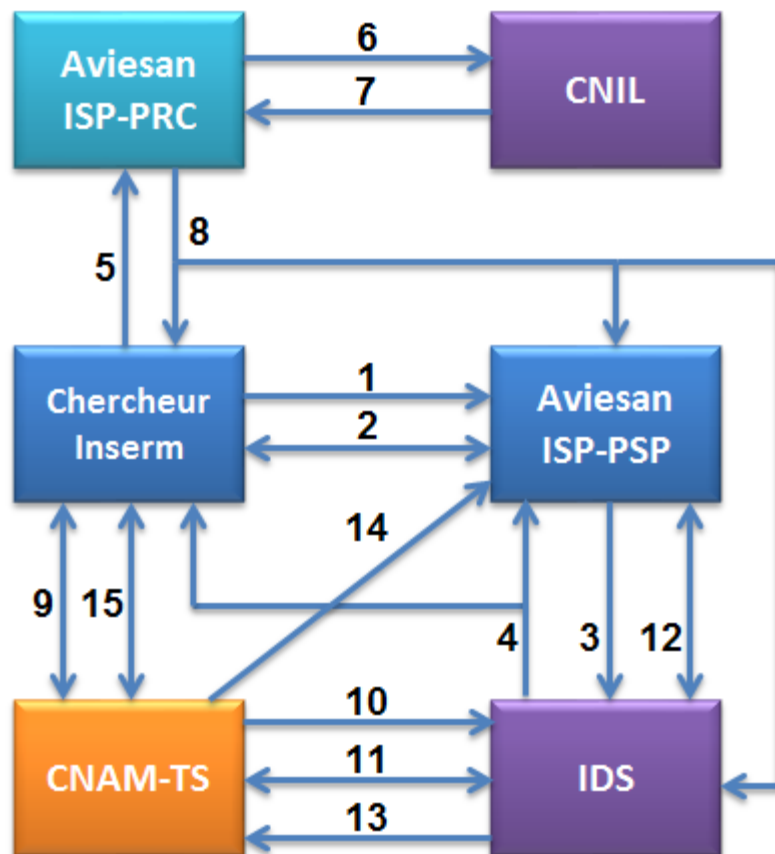 Aviesan
ISP-PRC
6
7
CNIL
5
8
Chercheur
Inserm
1
2
Aviesan
ISP-PSP
14
9
15
4
3
12
CNAM-TS
10
11
13
IDS